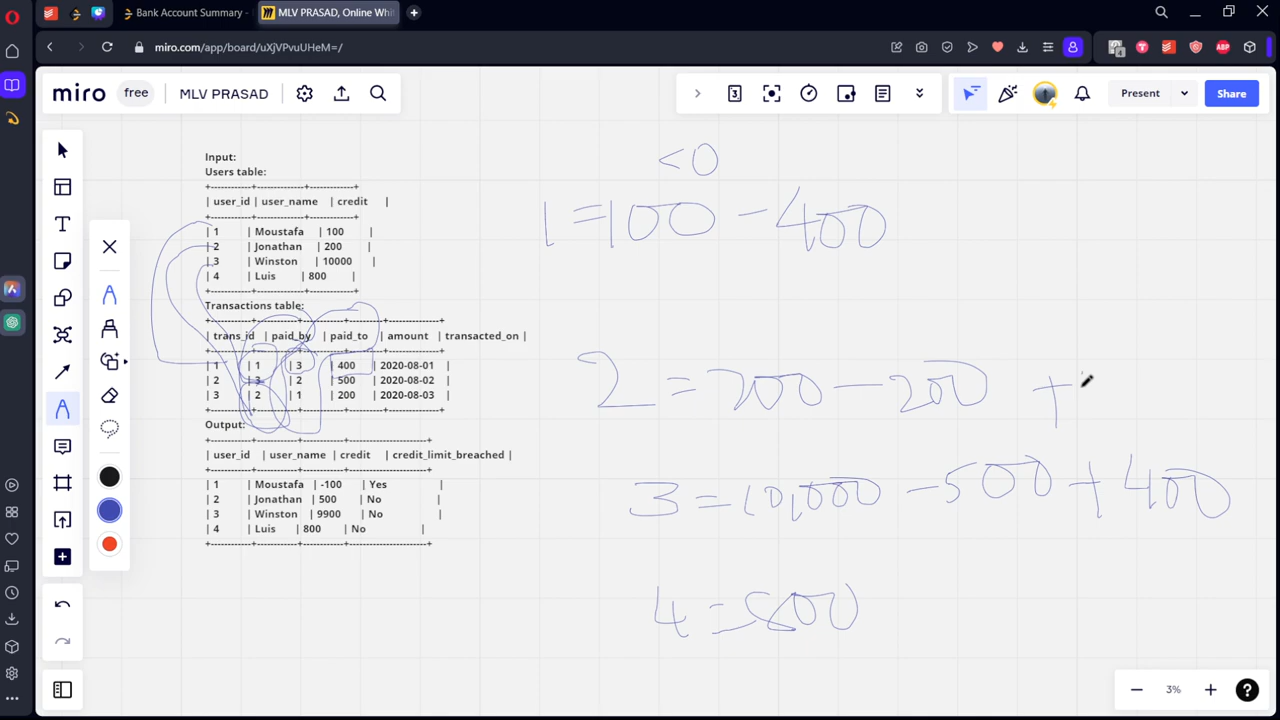 Bank Account Summary -
MLV PRASAD, Online Whi
miro.com/app/board/uXjVPvuUHeM=/
4
ABP
miro
free
MLV PRASAD
3
Present
Share
Input:
Users table:
+-----------+--------------+-----------+
| user_id | user_name | credit |
+-----------+--------------+-----------+
| 1 | Moustafa | 100 |
| 2 | Jonathan | 200 |
| 3 | Winston | 10000 |
| 4 | Luis | 800 |
+-----------+--------------+-----------+
Transactions table:
+-----------+-----------+-----------+----------+---------------+
| trans_id | paid_by | paid_to | amount | transacted_on |
+-----------+-----------+-----------+----------+---------------+
| 1 | 1 | 3 | 400 | 2020-08-01 |
| 2 | 3 | 2 | 500 | 2020-08-02 |
| 3 | 2 | 1 | 200 | 2020-08-03 |
+-----------+-----------+-----------+----------+---------------+
Output:
+-----------+--------------+-----------+-----------------------+
| user_id | user_name | credit | credit_limit_breached |
+-----------+--------------+-----------+-----------------------+
| 1 | Moustafa | -100 | Yes |
| 2 | Jonathan | 500 | No |
| 3 | Winston | 9900 | No |
| 4 | Luis | 800 | No |
+-----------+--------------+-----------+-----------------------+
<0
1 = 100 - 400
2 = 200 - 200 +
3 = 10,000 - 500 + 400
4 = 800
3%